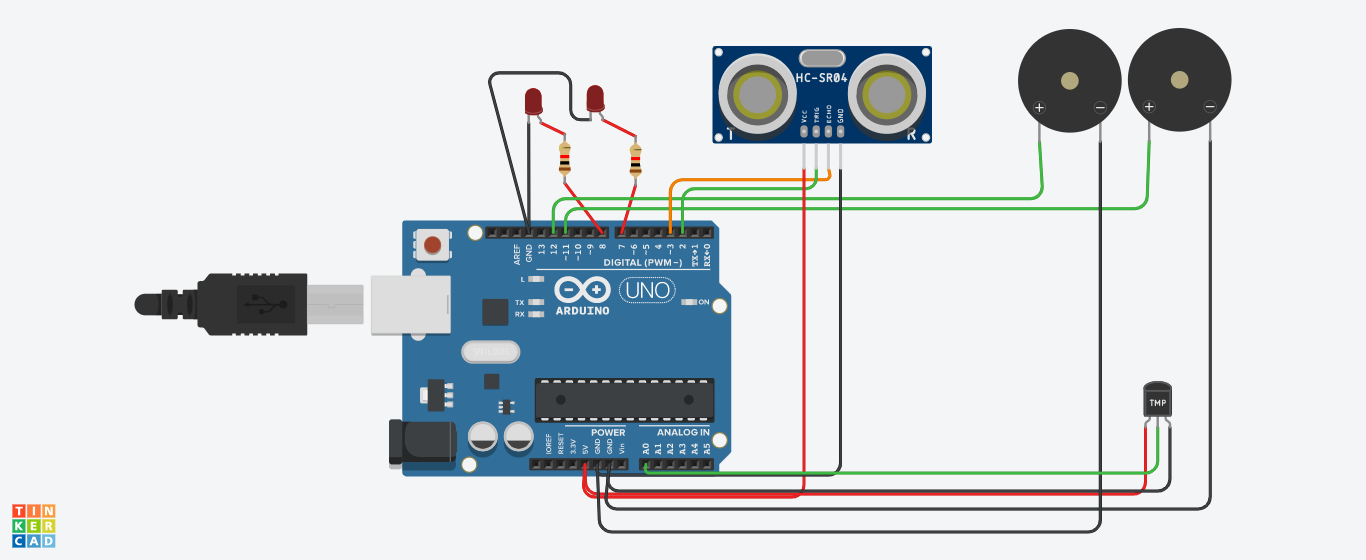 HC-SR04
VCC
TRIG
ECHO
GND
T
R
+
−
+
−
AREF
GND
13
12
~11
~10
~9
8
7
~6
~5
4
~3
2
TX→1
RX←0
DIGITAL (PWM~)
L
TX
RX
ARDUINO
UNO
ON
TMP
POWER
ANALOG IN
IOREF
RESET
3.3V
5V
GND
GND
Vin
A0
A1
A2
A3
A4
A5
TIN
KER
CAD